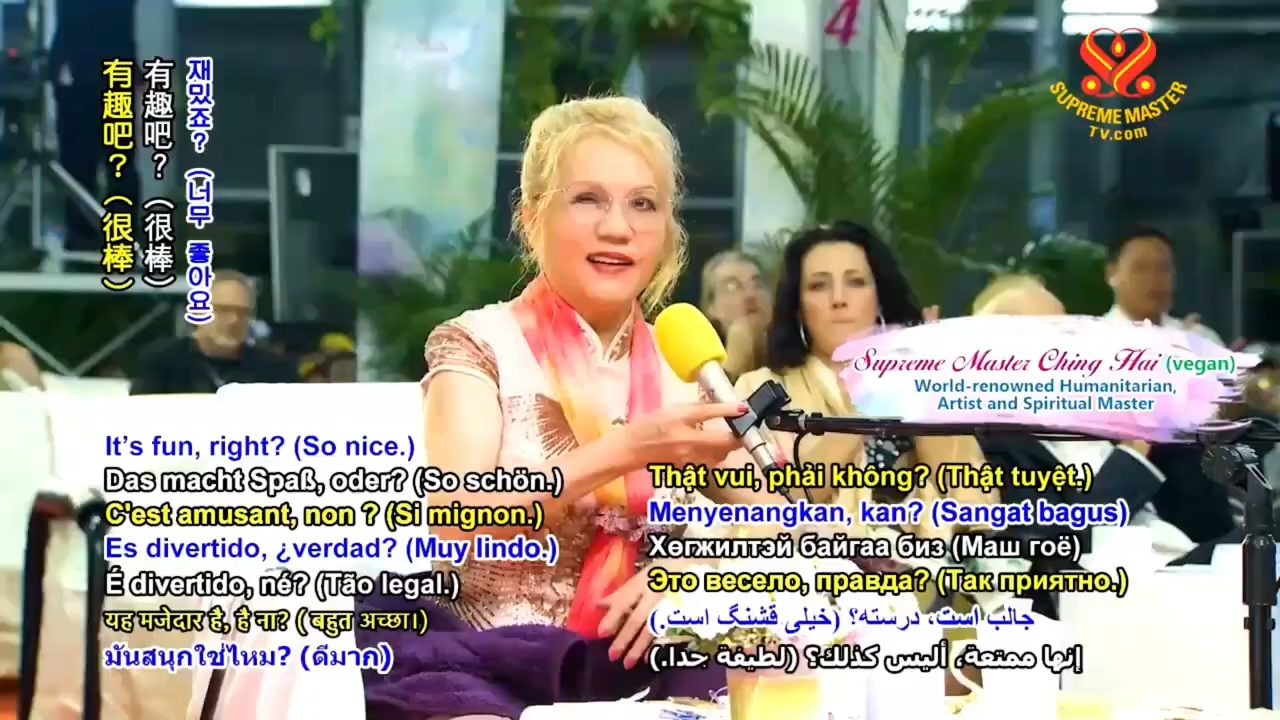 재밌죠? (너무 좋아요)
有趣吧？（很棒）
有趣吧？（很棒）
4
SUPREME MASTER
TV.com
Supreme Master Ching Hai (vegan)
World-renowned Humanitarian,
Artist and Spiritual Master
It’s fun, right? (So nice.)
Das macht Spaß, oder? (So schön.)
C'est amusant, non ? (Si mignon.)
Es divertido, ¿verdad? (Muy lindo.)
É divertido, né? (Tão legal.)
यह मजेदार है, है ना? ( बहुत अच्छा।)
มันสนุกใช่ไหม? (ดีมาก)
Thật vui, phải không? (Thật tuyệt.)
Menyenangkan, kan? (Sangat bagus)
Хөгжилтэй байгаа биз (Маш гоё)
Это весело, правда? (Так приятно.)
جالب است، درسته؟ (خیلی قشنگ است.)
إنها ممتعة، أليس كذلك؟ (لطيفة جدا.)